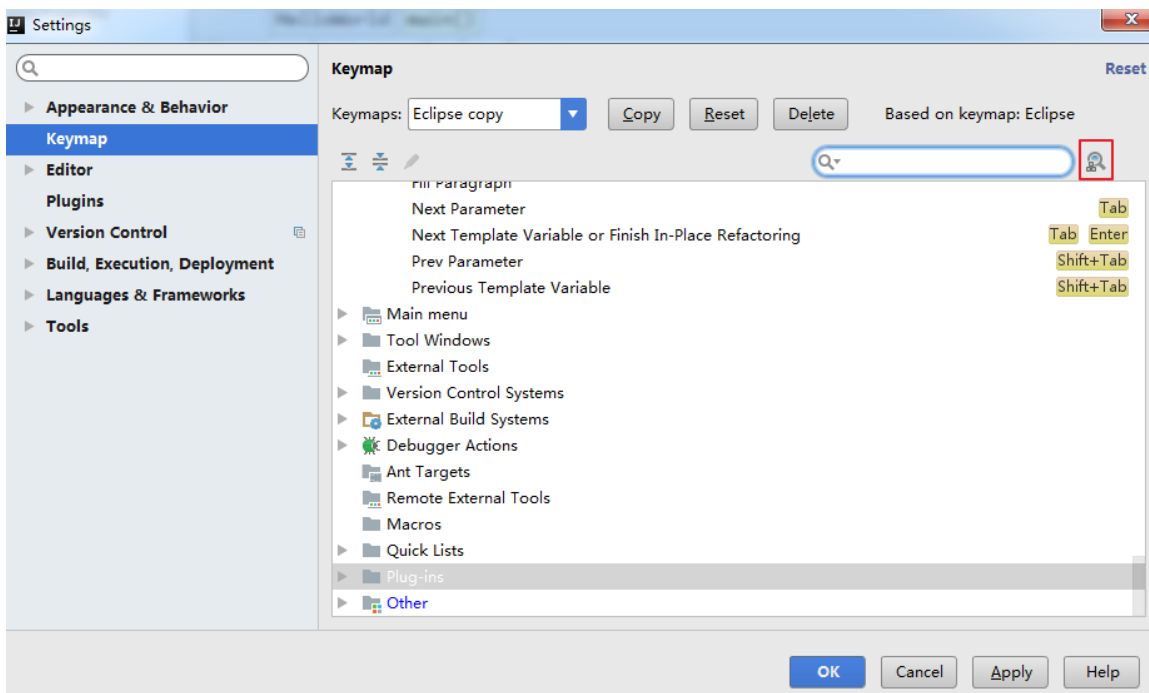 Settings
Keymap
Reset
Keymaps: Eclipse copy Copy Reset Delete Based on keymap: Eclipse
Appearance & Behavior
Keymap
Editor
Plugins
Version Control
Build, Execution, Deployment
Languages & Frameworks
Tools
Fill Paragraph
Next Parameter Tab
Next Template Variable or Finish In-Place Refactoring Tab Enter
Prev Parameter Shift+Tab
Previous Template Variable Shift+Tab
Main menu
Tool Windows
External Tools
Version Control Systems
External Build Systems
Debugger Actions
Ant Targets
Remote External Tools
Macros
Quick Lists
Plug-ins
Other
OK Cancel Apply Help